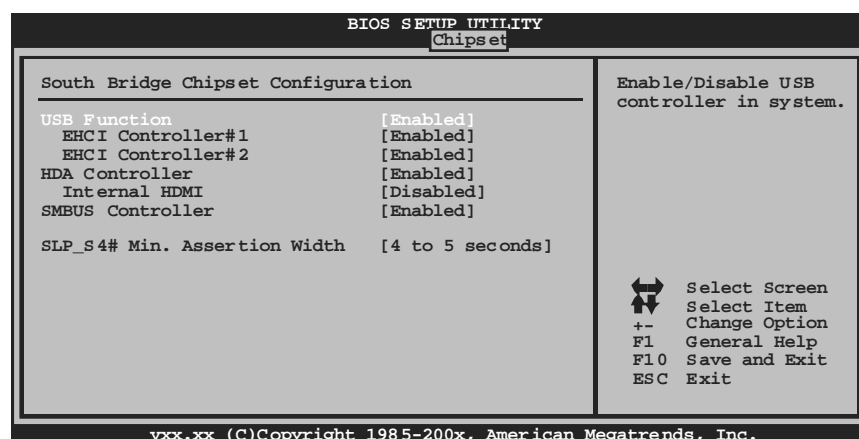 BIOS SETUP UTILITY
Chipset
South Bridge Chipset Configuration
USB Function [Enabled]
EHCI Controller#1 [Enabled]
EHCI Controller#2 [Enabled]
HDA Controller [Enabled]
Internal HDMI [Disabled]
SMBUS Controller [Enabled]
SLP_S4# Min. Assertion Width [4 to 5 seconds]
Enable/Disable USB
controller in system.
Select Screen
Select Item
+- Change Option
F1 General Help
F10 Save and Exit
ESC Exit
vxx.xx (C)Copyright 1985-200x, American Megatrends, Inc.